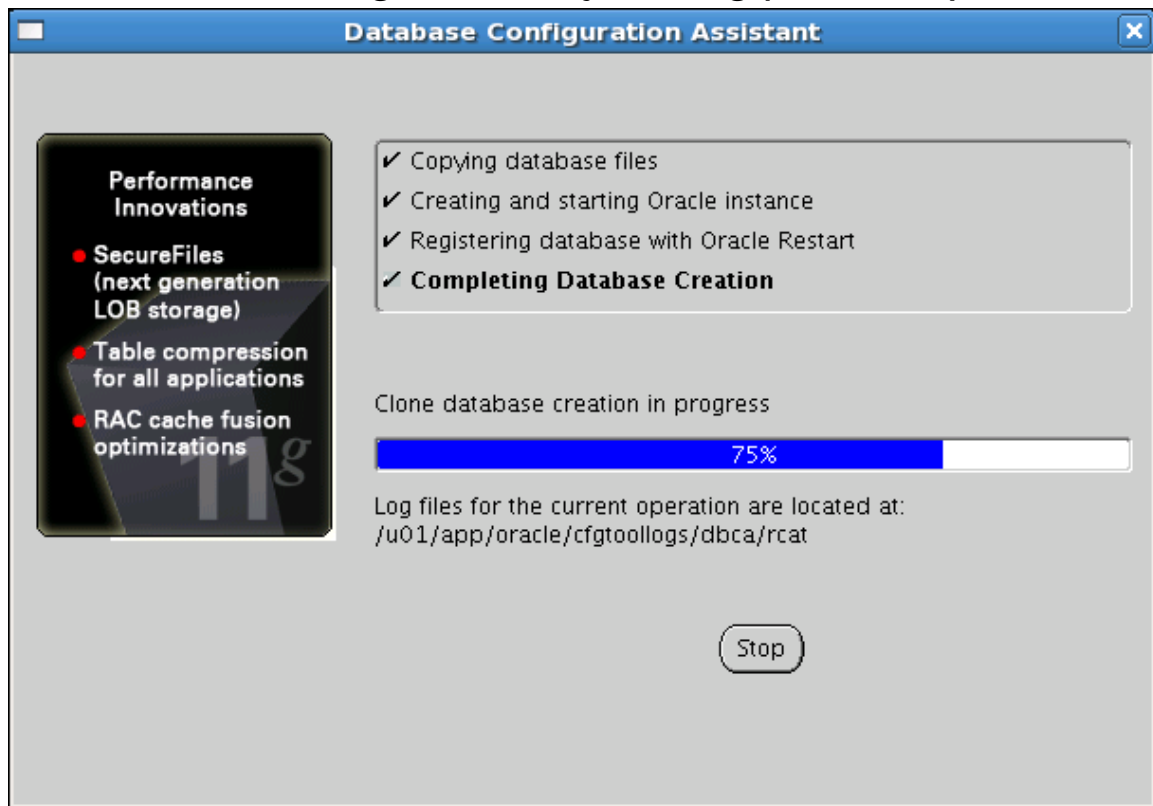 Database Configuration Assistant
Performance
Innovations
SecureFiles
(next generation
LOB storage)
Table compression
for all applications
RAC cache fusion
optimizations
11g
✔ Copying database files
✔ Creating and starting Oracle instance
✔ Registering database with Oracle Restart
✔ Completing Database Creation
Clone database creation in progress
75%
Log files for the current operation are located at:
/u01/app/oracle/cfgtoollogs/dbca/rcat
Stop